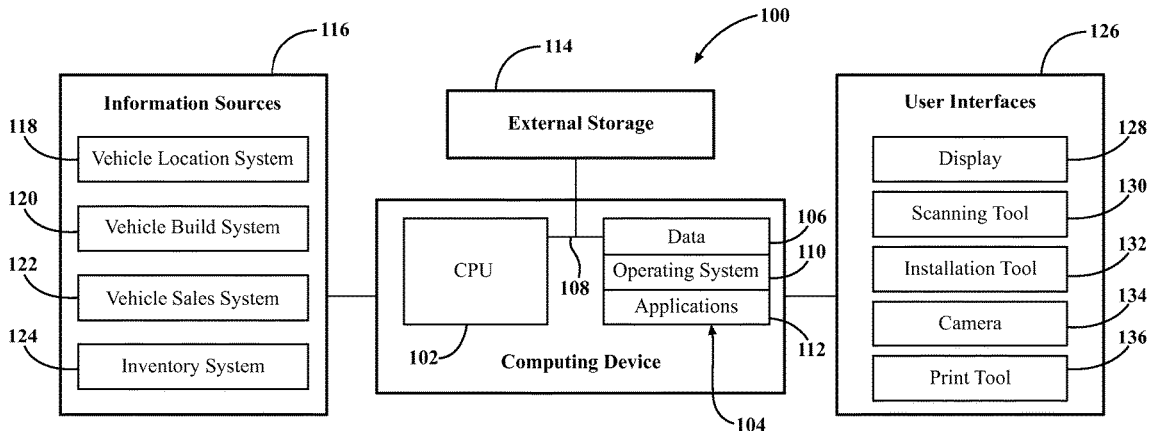 100
116
Information Sources
118
Vehicle Location System
120
Vehicle Build System
122
Vehicle Sales System
124
Inventory System
114
External Storage
CPU
102
108
Data
106
Operating System
110
Applications
112
Computing Device
104
126
User Interfaces
Display
128
Scanning Tool
130
Installation Tool
132
Camera
134
Print Tool
136